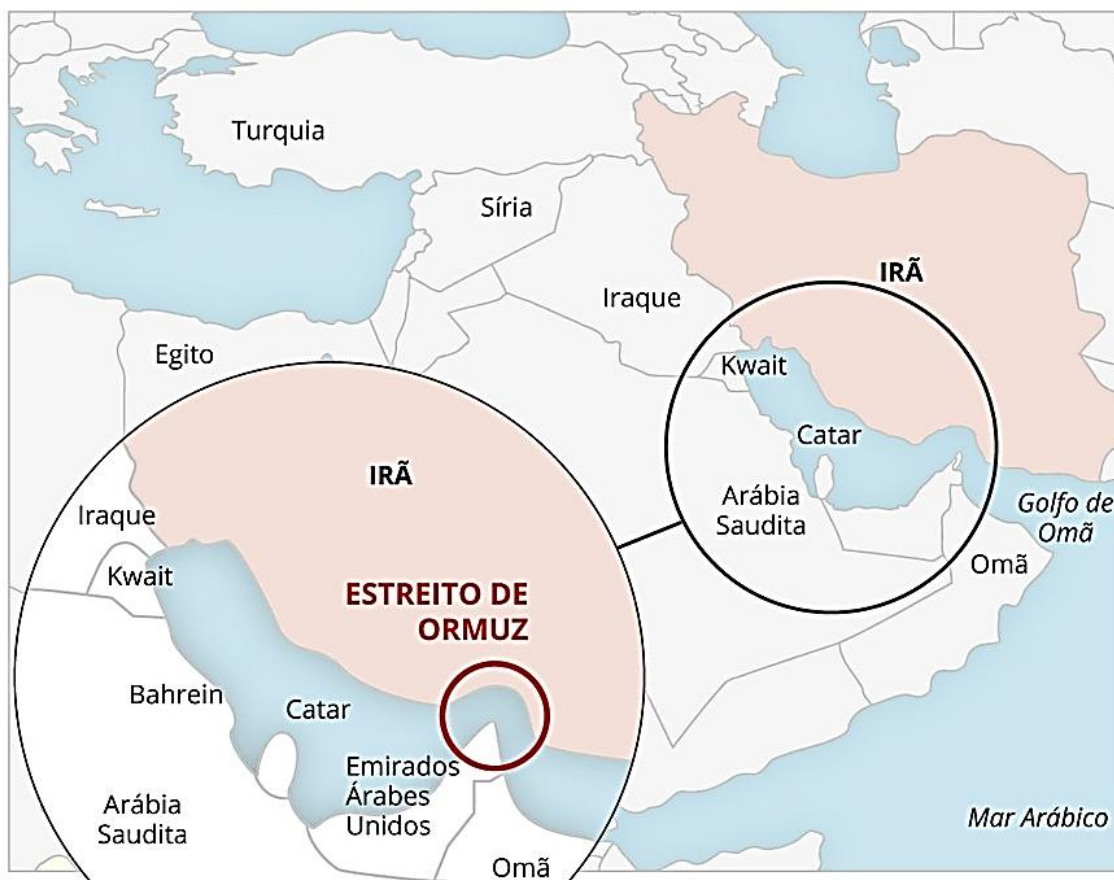 Turquia
Síria
IRÃ
Iraque
Egito
Kwait
Catar
Arábia
Saudita
Golfo de
Omã
Omã
IRÃ
Iraque
Kwait
ESTREITO DE
ORMUZ
Bahrein
Catar
Emirados
Árabes
Unidos
Arábia
Saudita
Omã
Mar Arábico